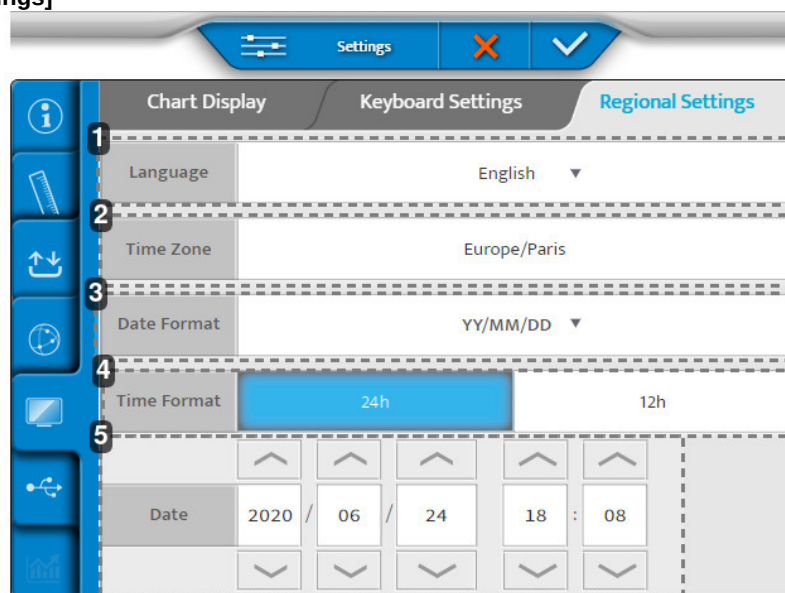 ings]
Settings
Chart Display Keyboard Settings Regional Settings
1
Language English ▼
2
Time Zone Europe/Paris
3
Date Format YY/MM/DD ▼
4
Time Format 24h 12h
5
Date 2020 / 06 / 24 18 : 08